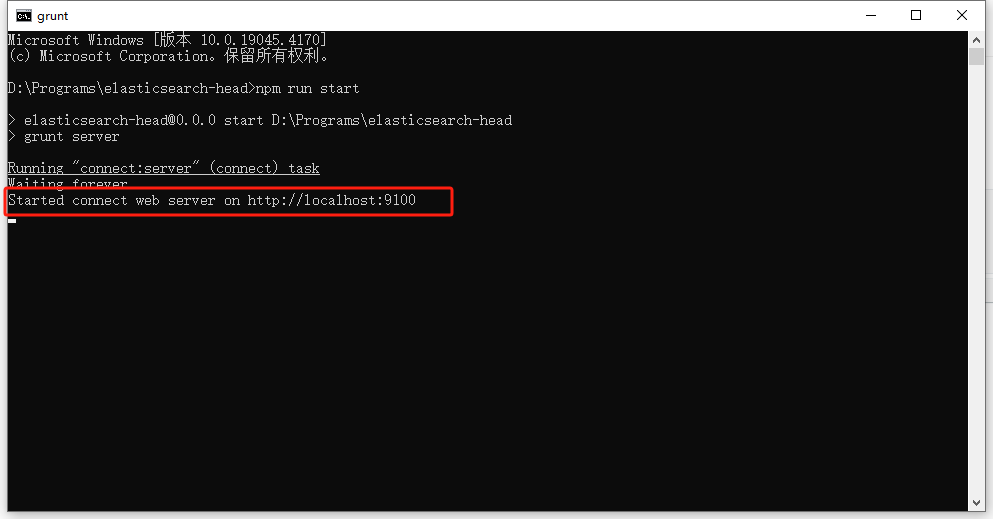 grunt
Microsoft Windows [版本 10.0.19045.4170]
(c) Microsoft Corporation。保留所有权利。
D:\Programs\elasticsearch-head>npm run start
> elasticsearch-head@0.0.0 start D:\Programs\elasticsearch-head
> grunt server
Running "connect:server" (connect) task
Waiting forever
Started connect web server on http://localhost:9100